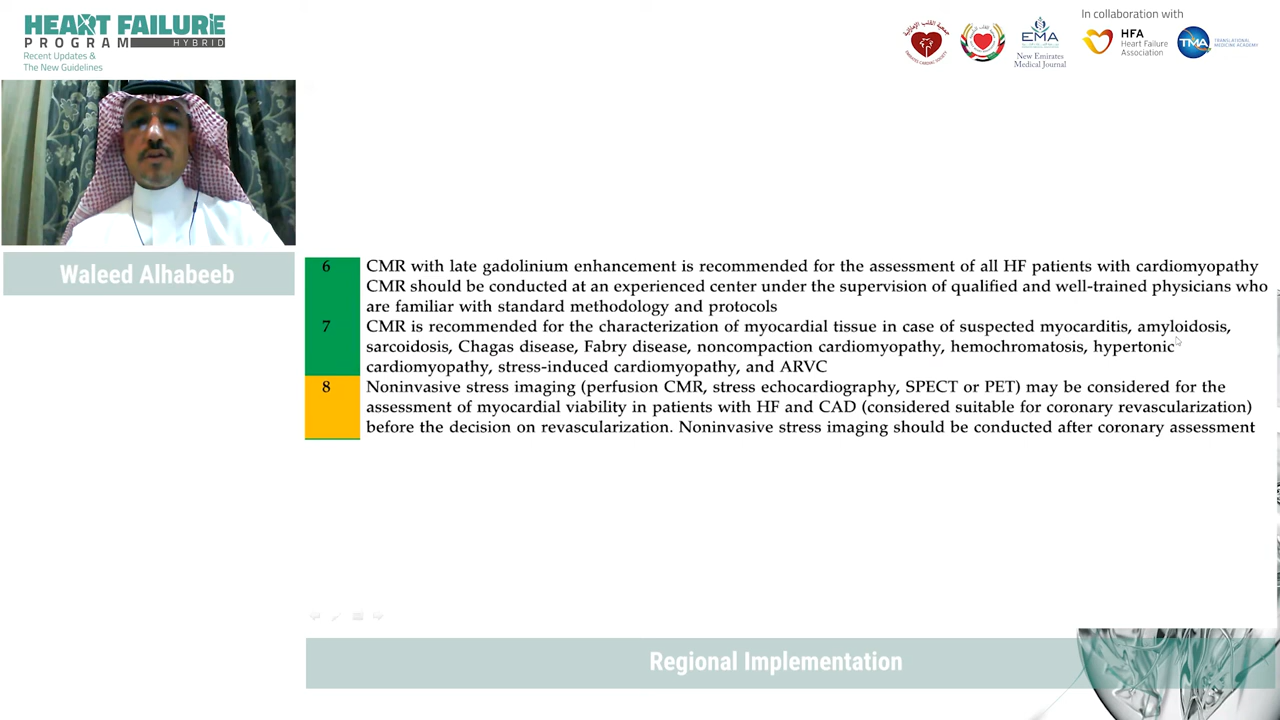 HEART FAILURE
PROGRAM HYBRID
Recent Updates &
The New Guidelines
EMA
New Emirates
Medical Journal
In collaboration with
HFA
Heart Failure
Association
TMA
TRANSLATIONAL
MEDICINE ACADEMY
Waleed Alhabeeb
6 CMR with late gadolinium enhancement is recommended for the assessment of all HF patients with cardiomyopathy
CMR should be conducted at an experienced center under the supervision of qualified and well-trained physicians who
are familiar with standard methodology and protocols
7 CMR is recommended for the characterization of myocardial tissue in case of suspected myocarditis, amyloidosis,
sarcoidosis, Chagas disease, Fabry disease, noncompaction cardiomyopathy, hemochromatosis, hypertonic
cardiomyopathy, stress-induced cardiomyopathy, and ARVC
8 Noninvasive stress imaging (perfusion CMR, stress echocardiography, SPECT or PET) may be considered for the
assessment of myocardial viability in patients with HF and CAD (considered suitable for coronary revascularization)
before the decision on revascularization. Noninvasive stress imaging should be conducted after coronary assessment
Regional Implementation